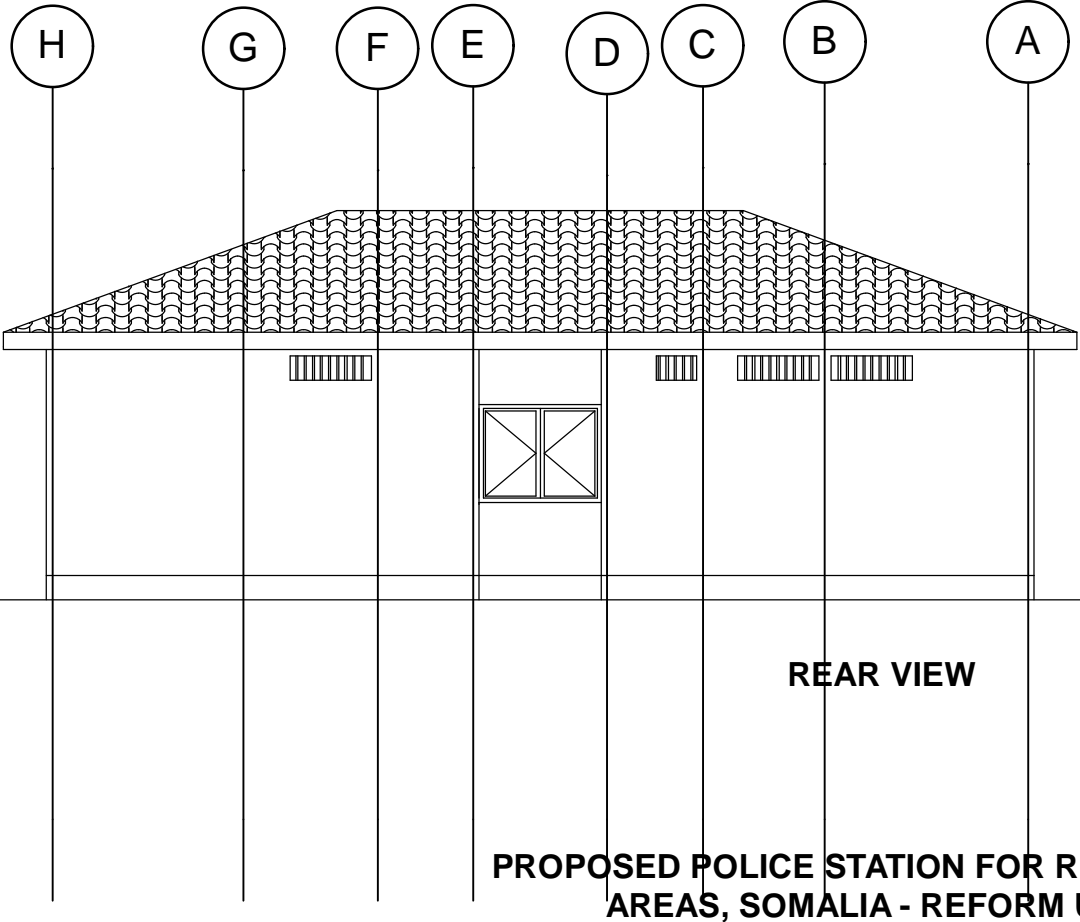 H G F E D C B A
REAR VIEW
PROPOSED POLICE STATION FOR R
AREAS, SOMALIA - REFORM